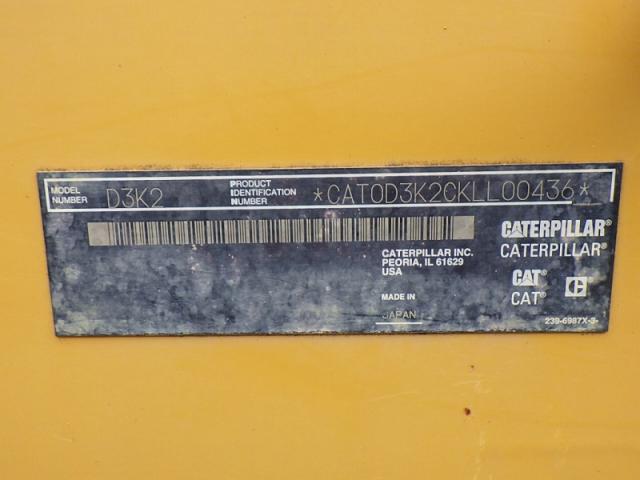 MODEL NUMBER D3K2 PRODUCT IDENTIFICATION NUMBER *CAT0D3K2CKLL00436*
CATERPILLAR INC.
PEORIA, IL 61629
USA
MADE IN
JAPAN
CATERPILLAR
CATERPILLAR®
CAT®
CAT®
C
239-6987X-3-